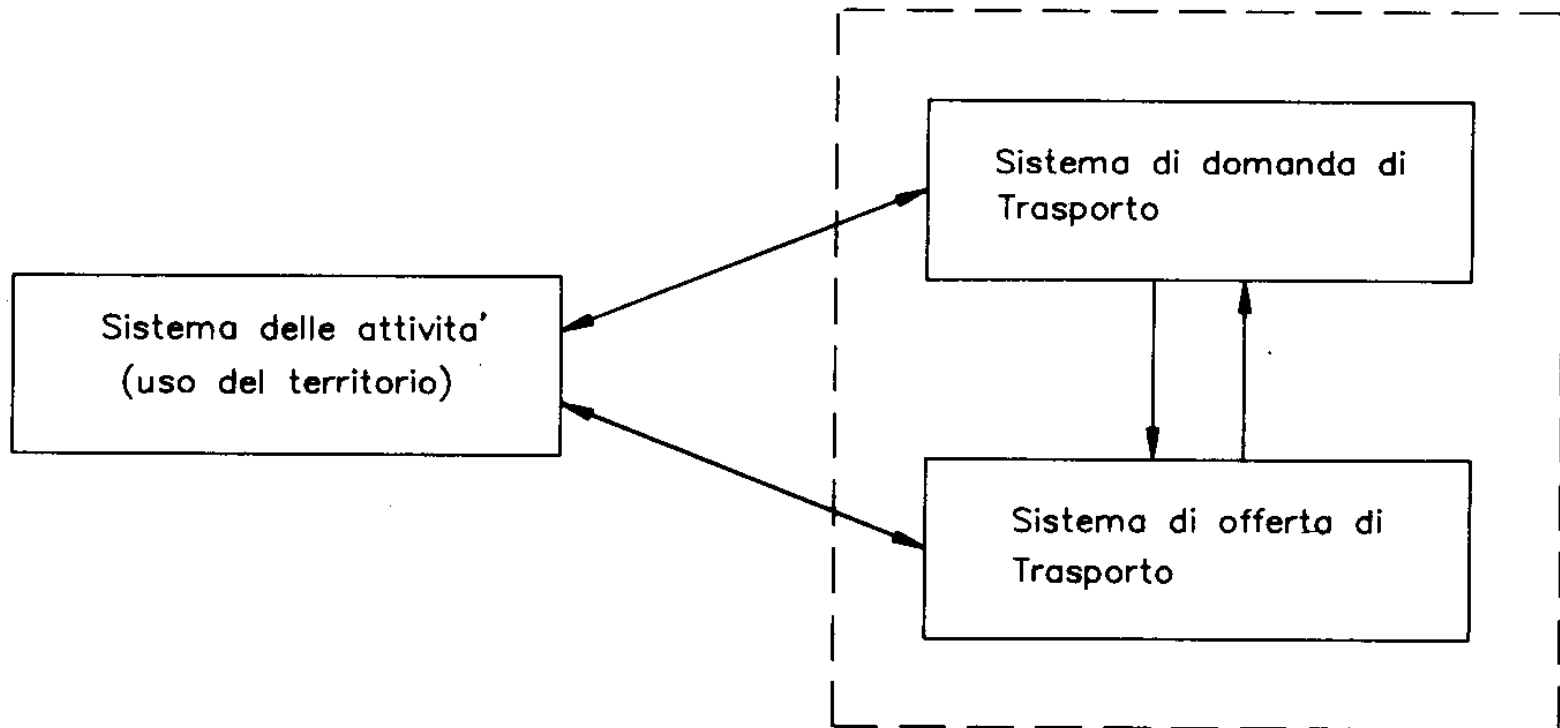 Sistema di domanda di
Trasporto
Sistema delle attivita'
(uso del territorio)
Sistema di offerta di
Trasporto